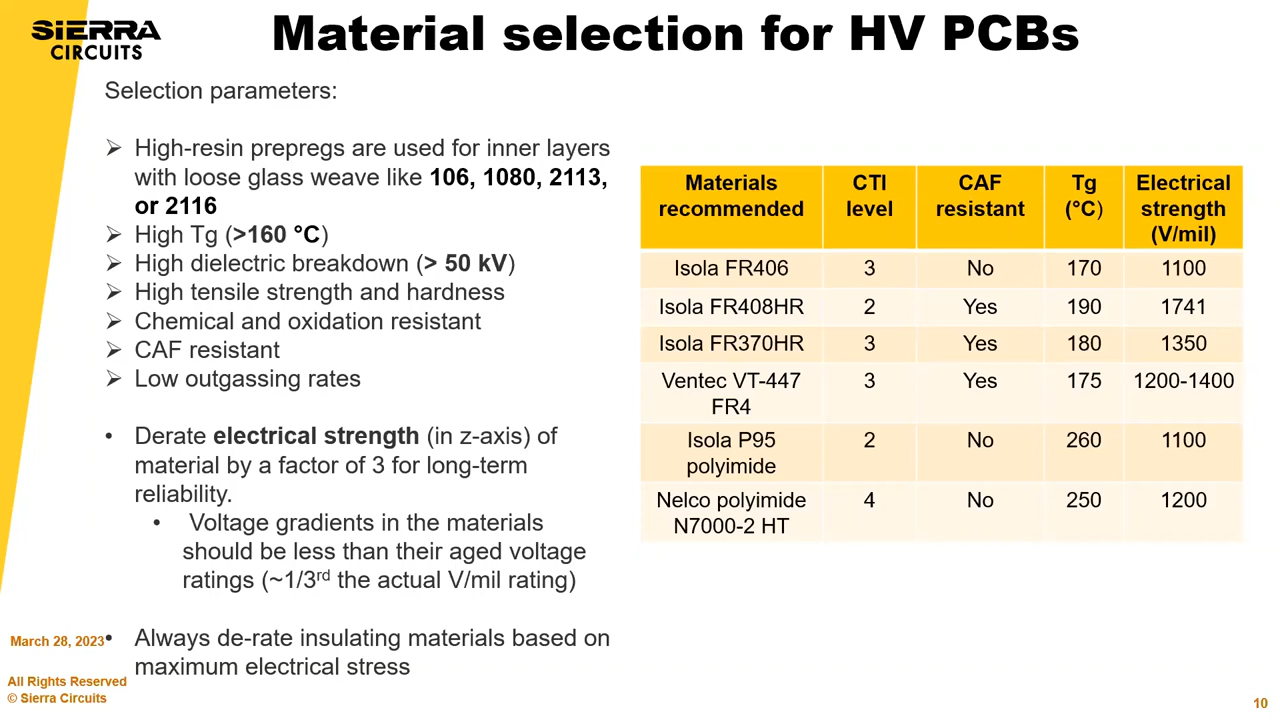 SIERRA
CIRCUITS
Material selection for HV PCBs
Selection parameters:
➢ High-resin prepregs are used for inner layers
with loose glass weave like 106, 1080, 2113,
or 2116
➢ High Tg (>160 °C)
➢ High dielectric breakdown (> 50 kV)
➢ High tensile strength and hardness
➢ Chemical and oxidation resistant
➢ CAF resistant
➢ Low outgassing rates
• Derate electrical strength (in z-axis) of
material by a factor of 3 for long-term
reliability.
• Voltage gradients in the materials
should be less than their aged voltage
ratings (~1/3rd the actual V/mil rating)
• Always de-rate insulating materials based on
maximum electrical stress
Materials recommended CTI level CAF resistant Tg (°C) Electrical strength (V/mil)
Isola FR406 3 No 170 1100
Isola FR408HR 2 Yes 190 1741
Isola FR370HR 3 Yes 180 1350
Ventec VT-447 FR4 3 Yes 175 1200-1400
Isola P95 polyimide 2 No 260 1100
Nelco polyimide N7000-2 HT 4 No 250 1200
March 28, 2023
All Rights Reserved
© Sierra Circuits
10